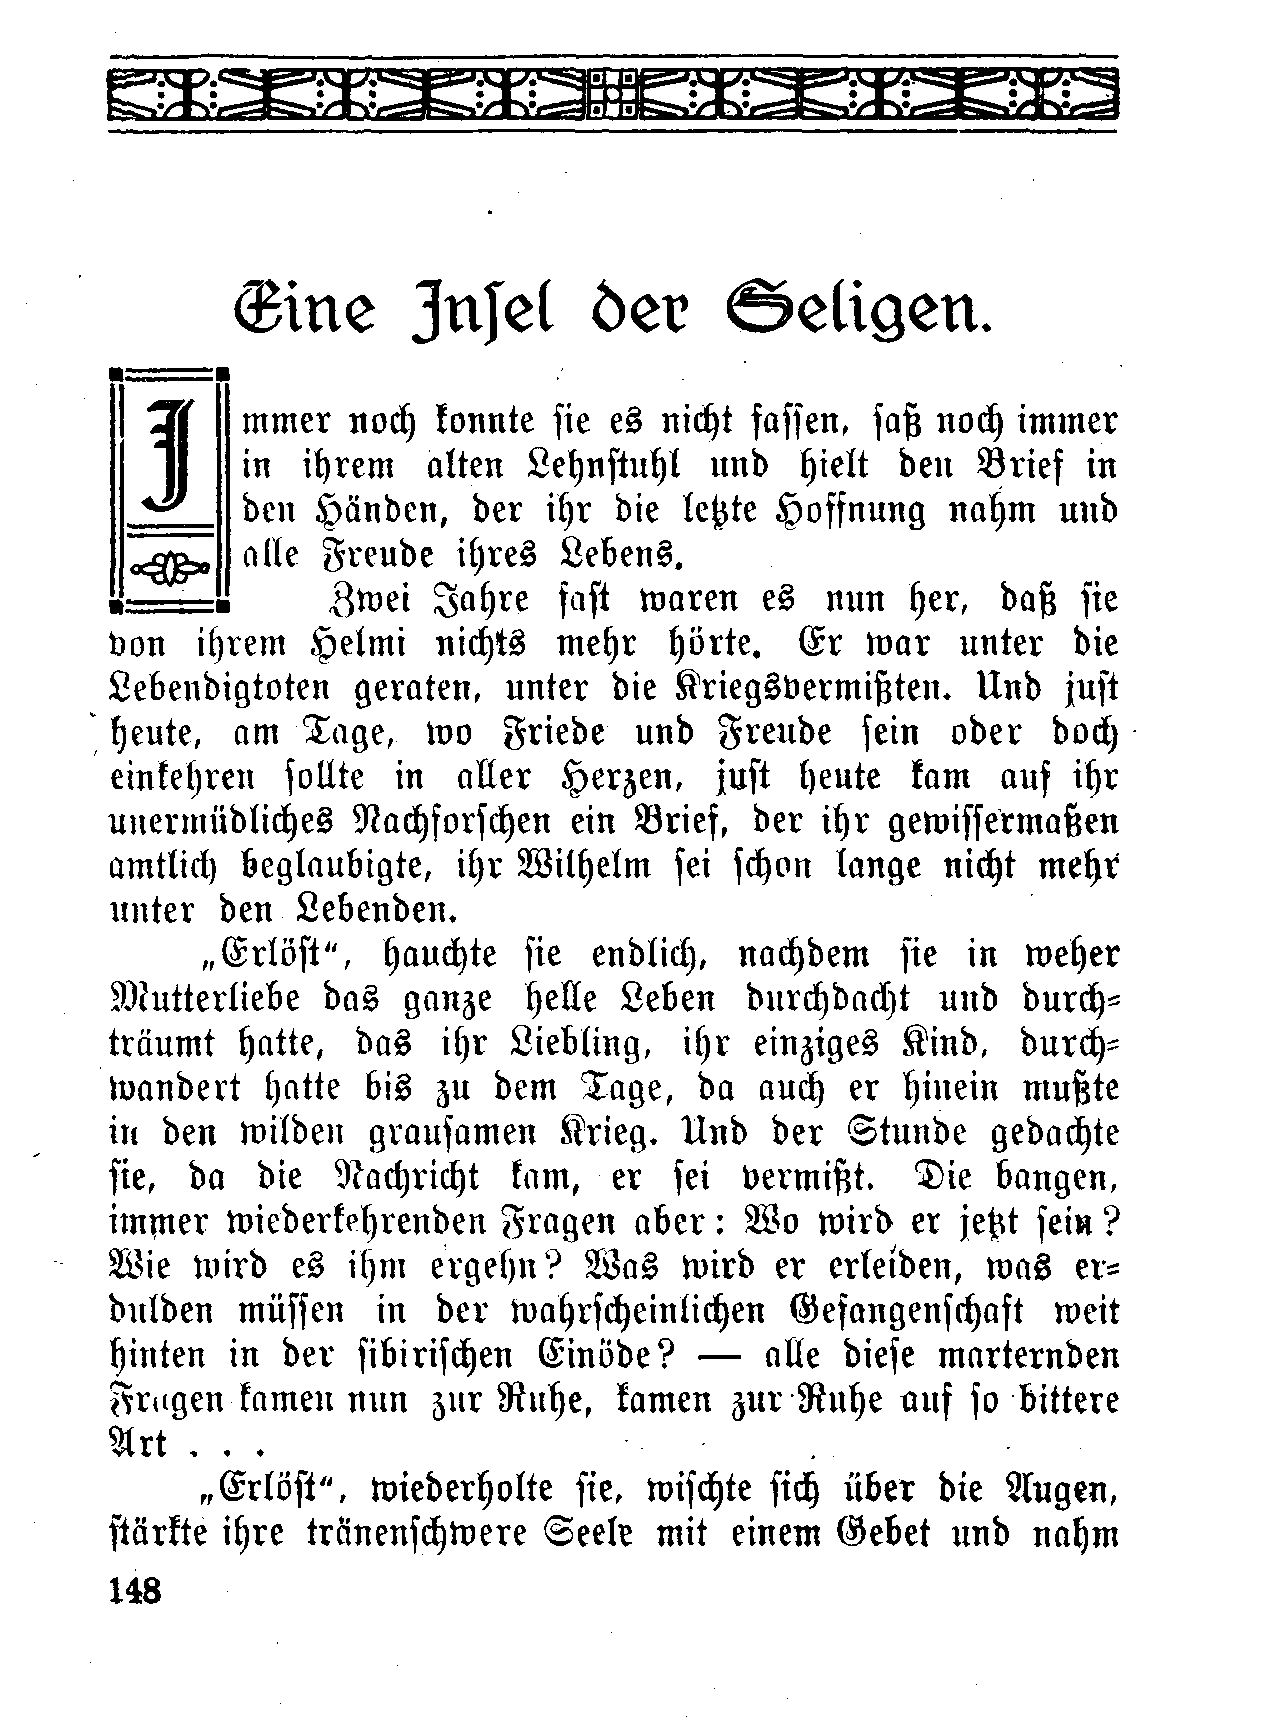 Eine Insel der Seligen.
Immer noch konnte sie es nicht fassen, saß noch immer
in ihrem alten Lehnstuhl und hielt den Brief in
den Händen, der ihr die letzte Hoffnung nahm und
alle Freude ihres Lebens.
Zwei Jahre fast waren es nun her, daß sie
von ihrem Helmi nichts mehr hörte. Er war unter die
Lebendigtoten geraten, unter die Kriegsvermißten. Und just
heute, am Tage, wo Friede und Freude sein oder doch
einkehren sollte in aller Herzen, just heute kam auf ihr
unermüdliches Nachforschen ein Brief, der ihr gewissermaßen
amtlich beglaubigte, ihr Wilhelm sei schon lange nicht mehr
unter den Lebenden.
„Erlöst“, hauchte sie endlich, nachdem sie in weher
Mutterliebe das ganze helle Leben durchdacht und durch-
träumt hatte, das ihr Liebling, ihr einziges Kind, durch-
wandert hatte bis zu dem Tage, da auch er hinein mußte
in den wilden grausamen Krieg. Und der Stunde gedachte
sie, da die Nachricht kam, er sei vermißt. Die bangen,
immer wiederkehrenden Fragen aber: Wo wird er jetzt sein?
Wie wird es ihm ergehn? Was wird er erleiden, was er-
dulden müssen in der wahrscheinlichen Gefangenschaft weit
hinten in der sibirischen Einöde? — alle diese marternden
Fragen kamen nun zur Ruhe, kamen zur Ruhe auf so bittere
Art . . .
„Erlöst“, wiederholte sie, wischte sich über die Augen,
stärkte ihre tränenschwere Seele mit einem Gebet und nahm
148